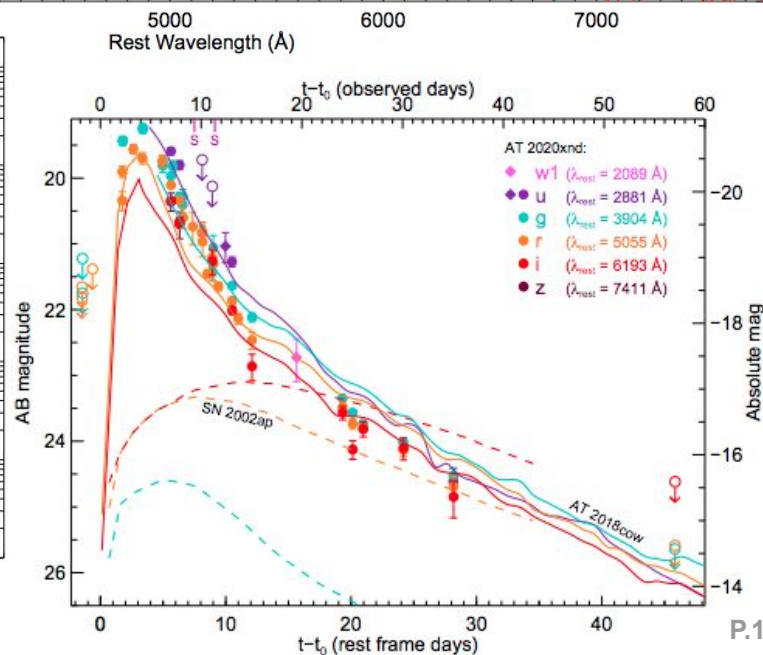 5000 6000 7000
Rest Wavelength (Å)
t−t₀ (observed days)
0 10 20 30 40 50 60
S S
AT 2020xnd:
w1 (λrest = 2089 Å)
u (λrest = 2881 Å)
g (λrest = 3904 Å)
r (λrest = 5055 Å)
i (λrest = 6193 Å)
z (λrest = 7411 Å)
20
22
24
26
AB magnitude
−20
−18
−16
−14
Absolute mag
SN 2002ap
AT 2018cow
0 10 20 30 40
t−t₀ (rest frame days)
P.1